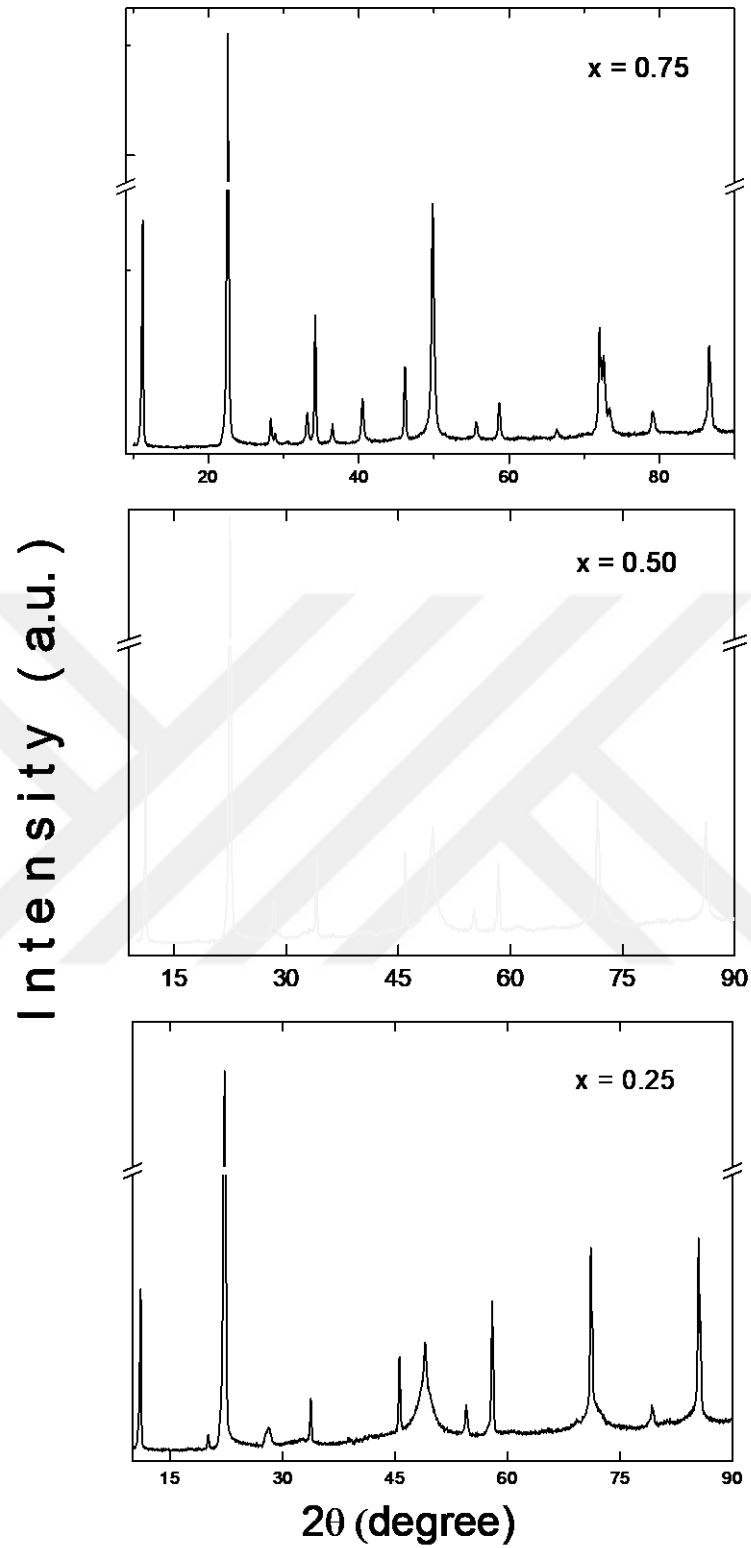 x = 0.75
20 40 60 80
x = 0.50
15 30 45 60 75 90
x = 0.25
15 30 45 60 75 90
Intensity (a.u.)
2θ (degree)